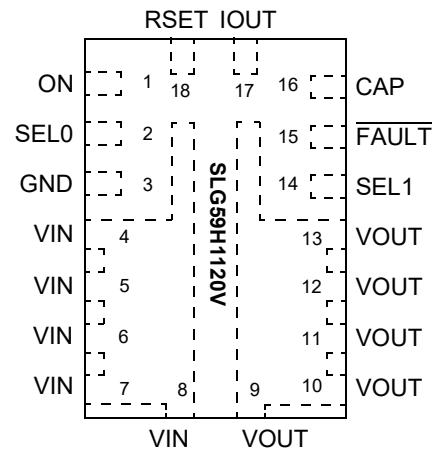 RSET IOUT
ON 1 18 17 16 CAP
SEL0 2 15 FAULT
GND 3 14 SEL1
VIN 4 13 VOUT
VIN 5 12 VOUT
VIN 6 11 VOUT
VIN 7 8 9 10 VOUT
SLG59H1120V
VIN VOUT